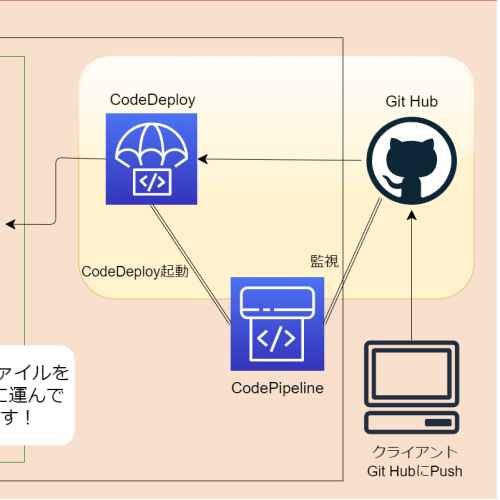 CodeDeploy
Git Hub
</>
CodeDeploy起動
監視
</>
CodePipeline
ァイルを
に運んで
す！
クライアント
Git HubにPush